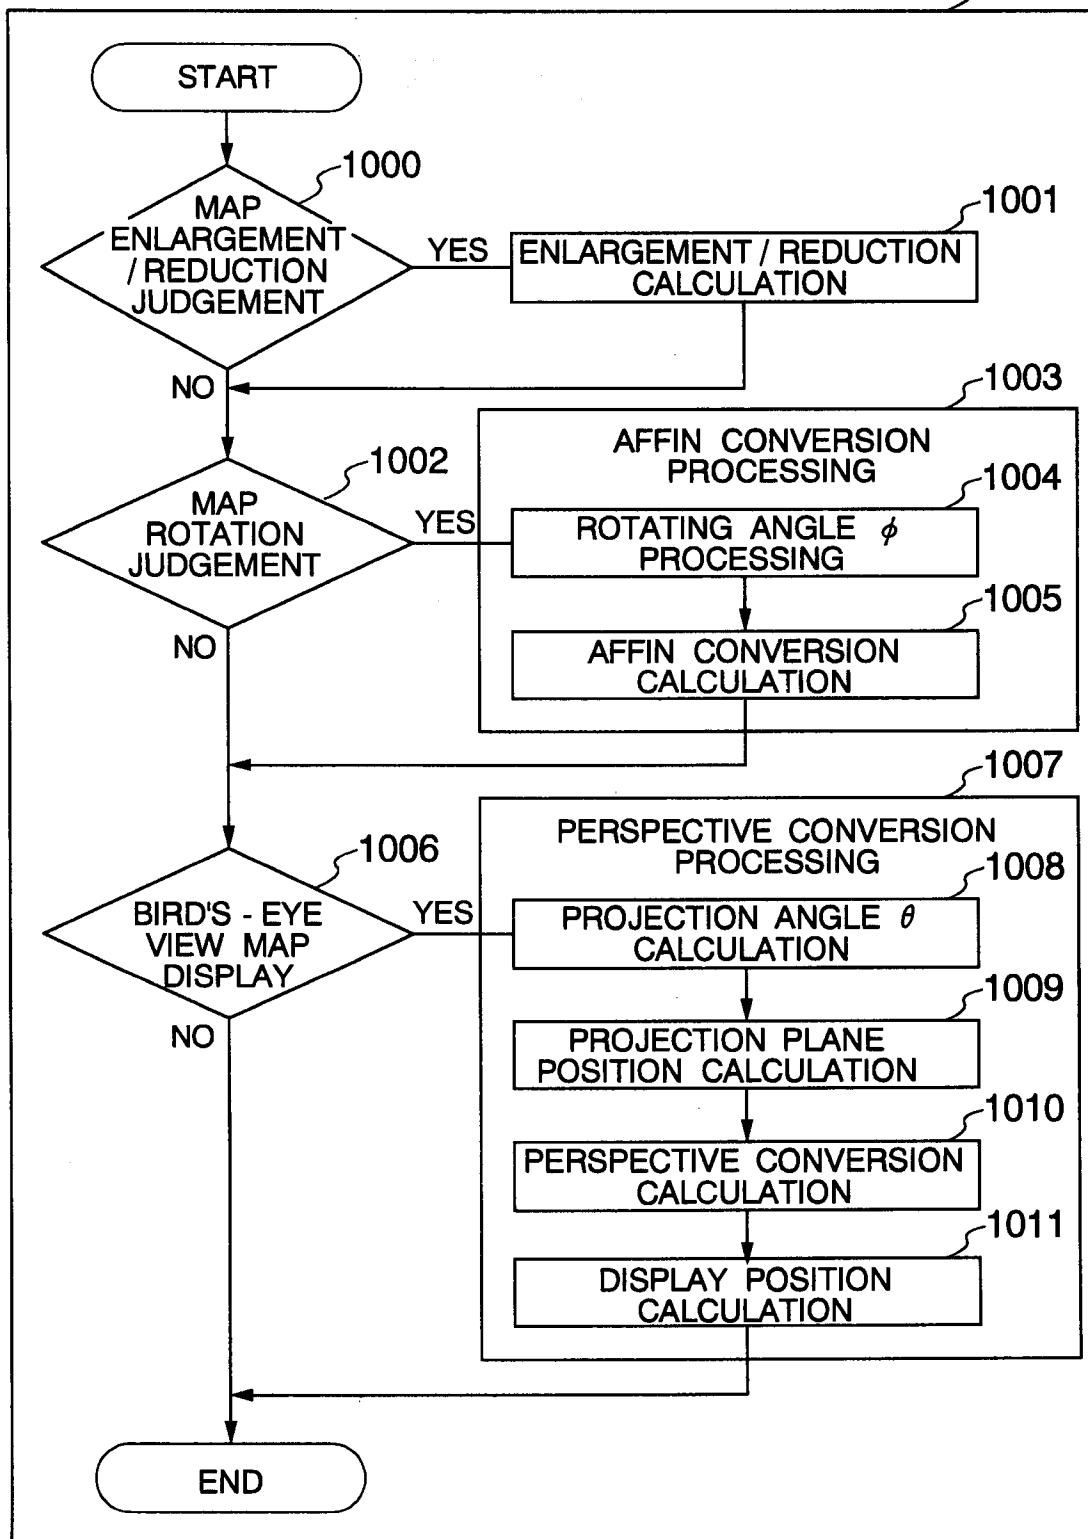 START
1000
MAP
ENLARGEMENT
/ REDUCTION
JUDGEMENT
YES
1001
ENLARGEMENT / REDUCTION
CALCULATION
NO
1002
MAP
ROTATION
JUDGEMENT
YES
1003
AFFIN CONVERSION
PROCESSING
1004
ROTATING ANGLE ϕ
PROCESSING
1005
AFFIN CONVERSION
CALCULATION
NO
1006
BIRD'S - EYE
VIEW MAP
DISPLAY
YES
1007
PERSPECTIVE CONVERSION
PROCESSING
1008
PROJECTION ANGLE θ
CALCULATION
1009
PROJECTION PLANE
POSITION CALCULATION
1010
PERSPECTIVE CONVERSION
CALCULATION
1011
DISPLAY POSITION
CALCULATION
NO
END